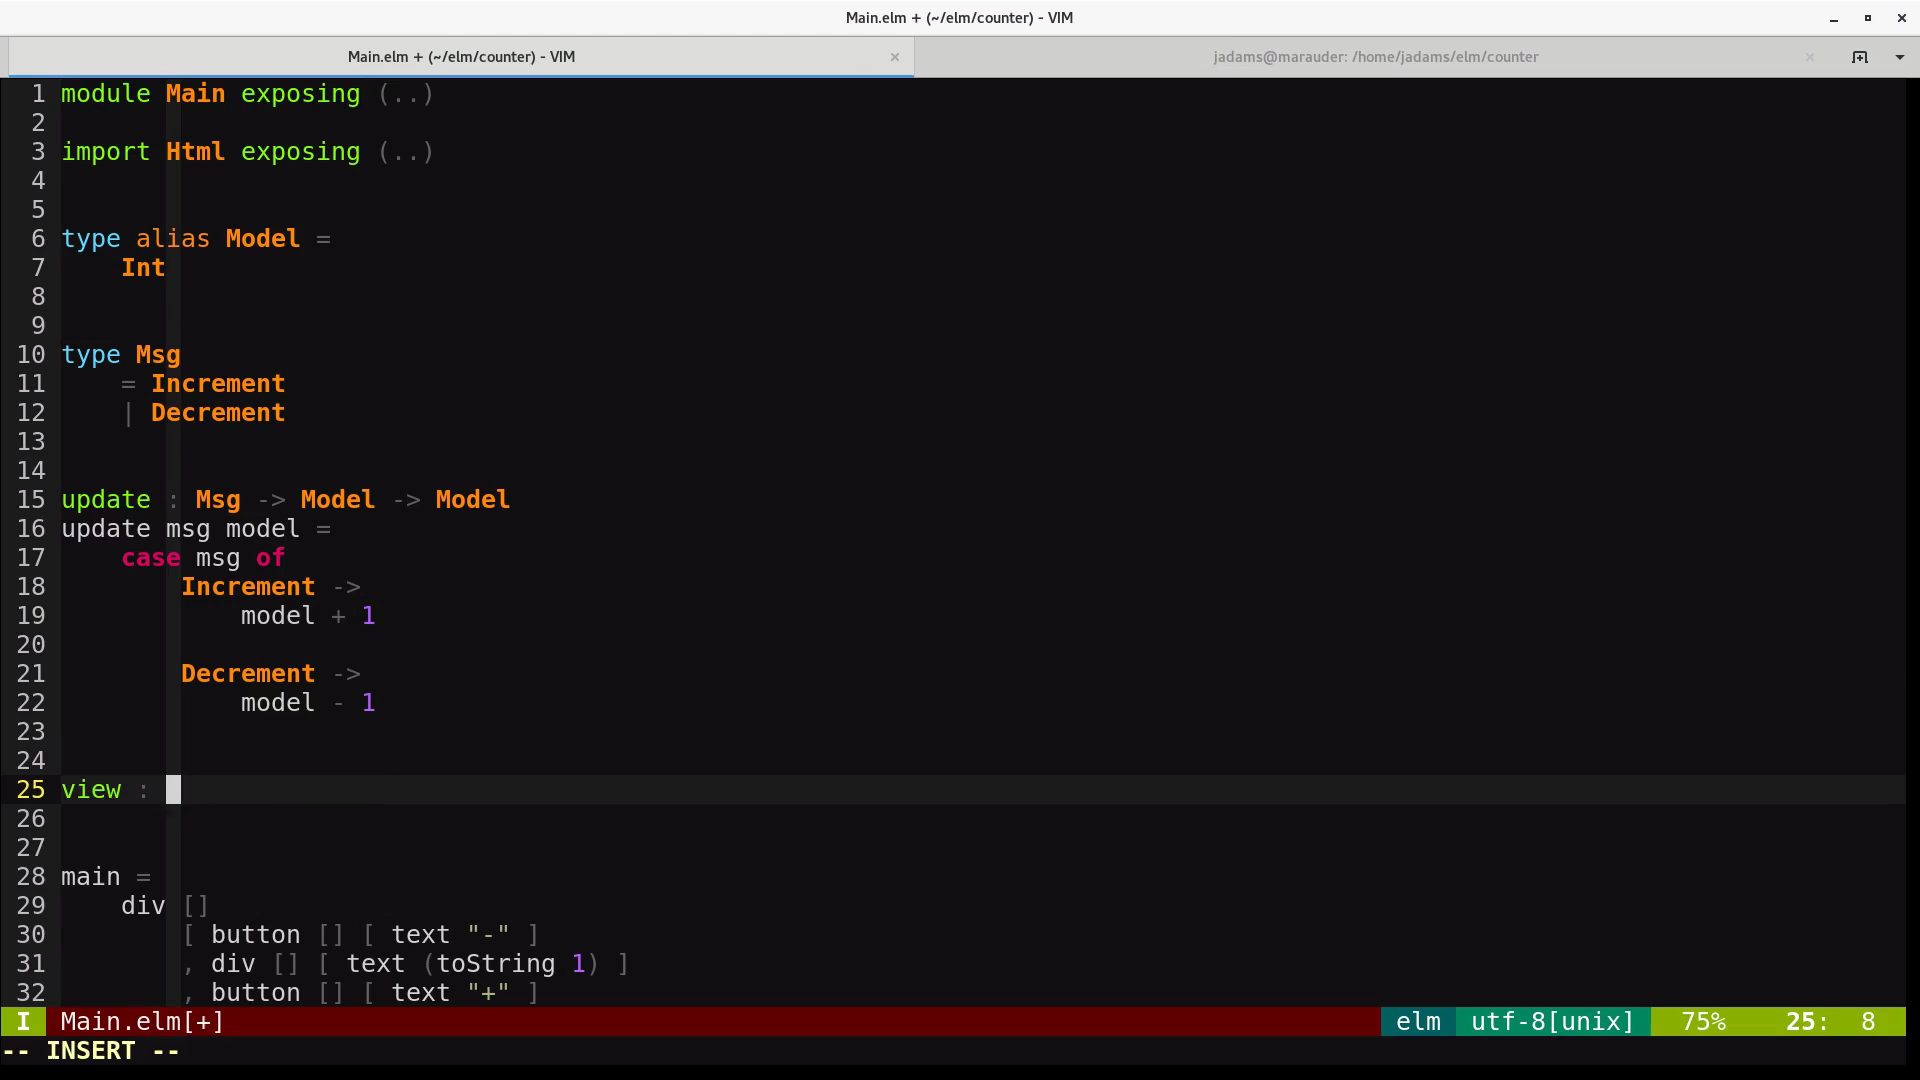 Main.elm + (~/elm/counter) - VIM
Main.elm + (~/elm/counter) - VIM
jadams@marauder: /home/jadams/elm/counter
1 module Main exposing (..)
2
3 import Html exposing (..)
4
5
6 type alias Model =
7     Int
8
9
10 type Msg
11     = Increment
12     | Decrement
13
14
15 update : Msg -> Model -> Model
16 update msg model =
17     case msg of
18         Increment ->
19             model + 1
20
21         Decrement ->
22             model - 1
23
24
25 view :
26
27
28 main =
29     div []
30         [ button [] [ text "-" ]
31         , div [] [ text (toString 1) ]
32         , button [] [ text "+" ]
I Main.elm[+] elm utf-8[unix] 75% 25: 8
-- INSERT --